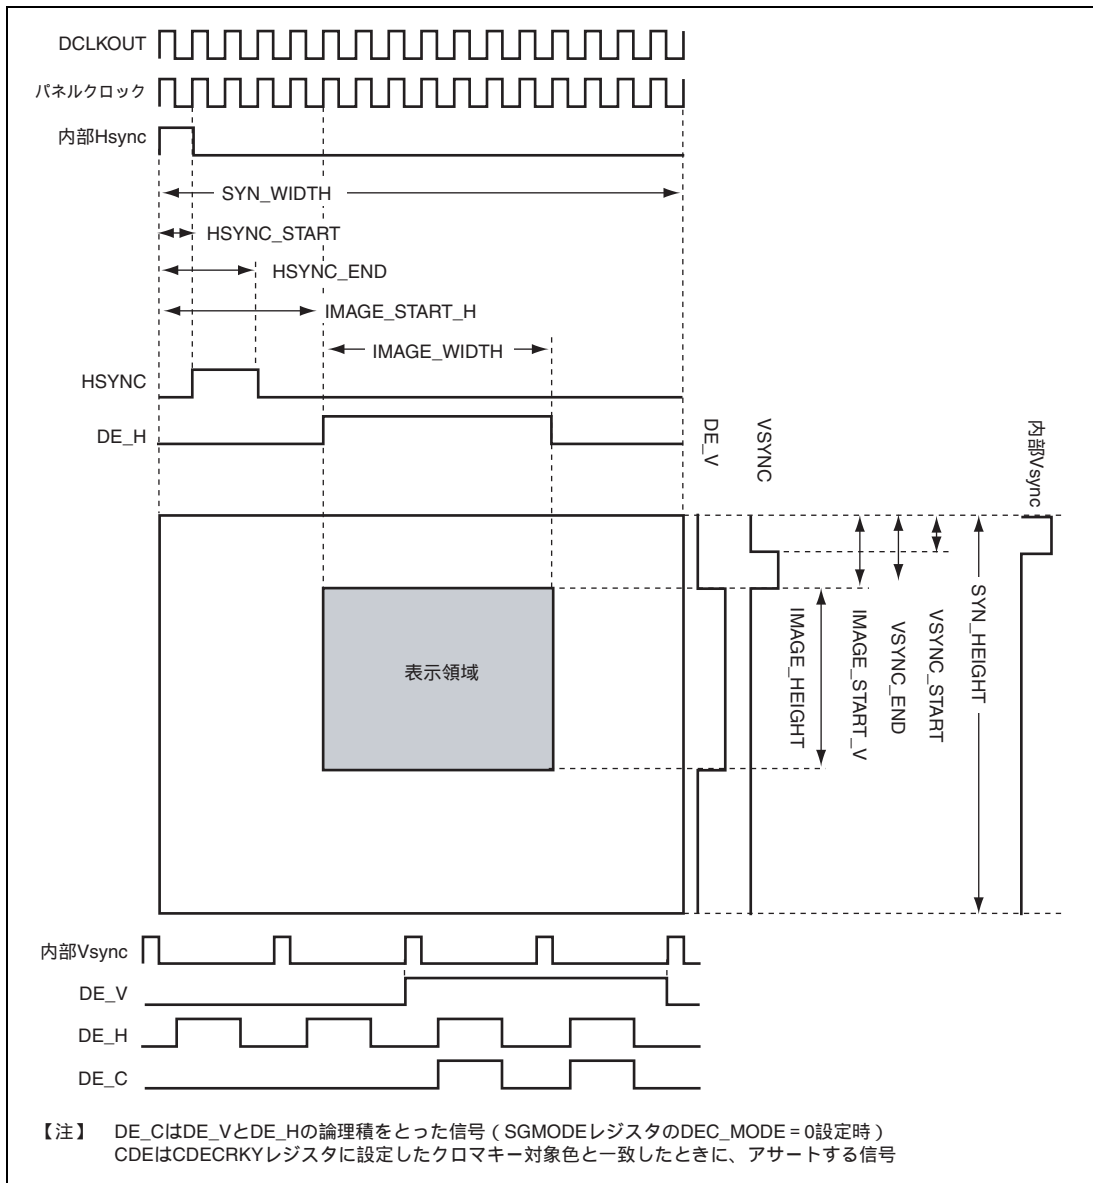 DCLKOUT
パネルクロック
内部Hsync
SYN_WIDTH
HSYNC_START
HSYNC_END
IMAGE_START_H
IMAGE_WIDTH
HSYNC
DE_H
DE_V
VSYNC
内部Vsync
表示領域
IMAGE_HEIGHT
IMAGE_START_V
VSYNC_END
VSYNC_START
SYN_HEIGHT
内部Vsync
DE_V
DE_H
DE_C
【注】 DE_CはDE_VとDE_Hの論理積をとった信号（SGMODEレジスタのDEC_MODE = 0設定時）
CDEはCDECRKYレジスタに設定したクロマキー対象色と一致したときに、アサートする信号